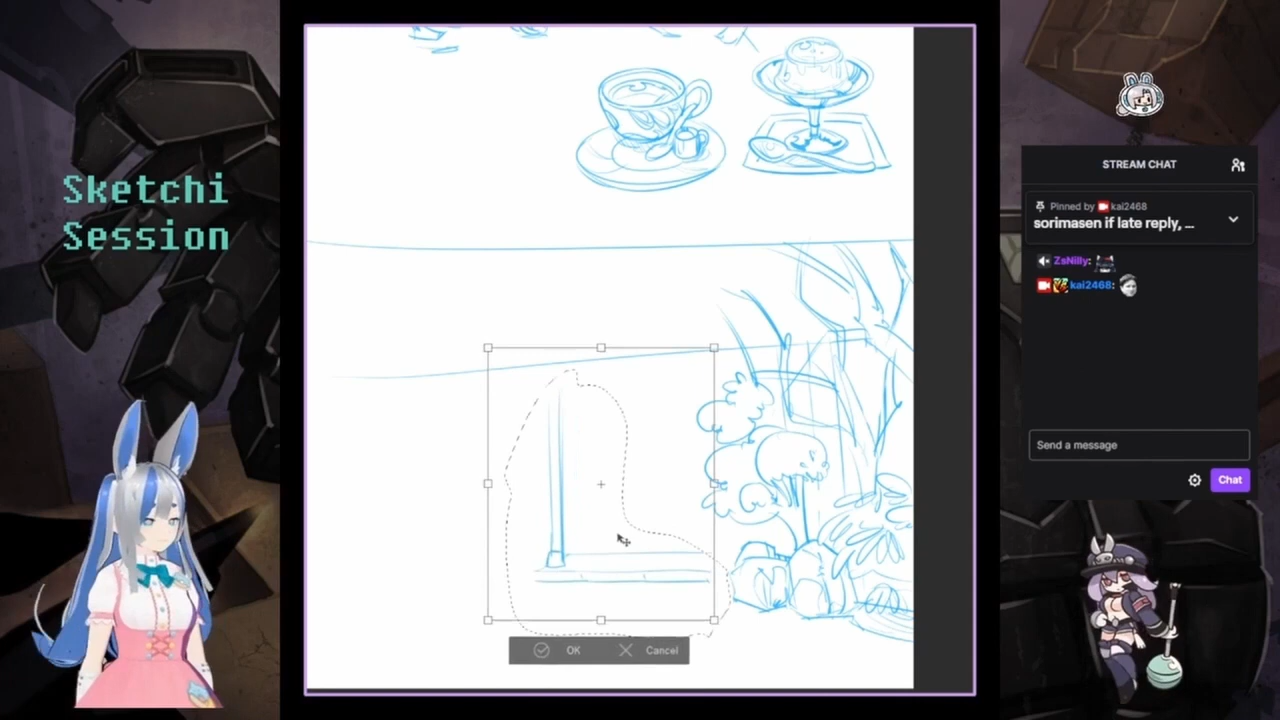 Sketchi
Session
STREAM CHAT
Pinned by kai2468
sorimasen if late reply, ...
ZsNilly:
kai2468:
Send a message
Chat
OK Cancel